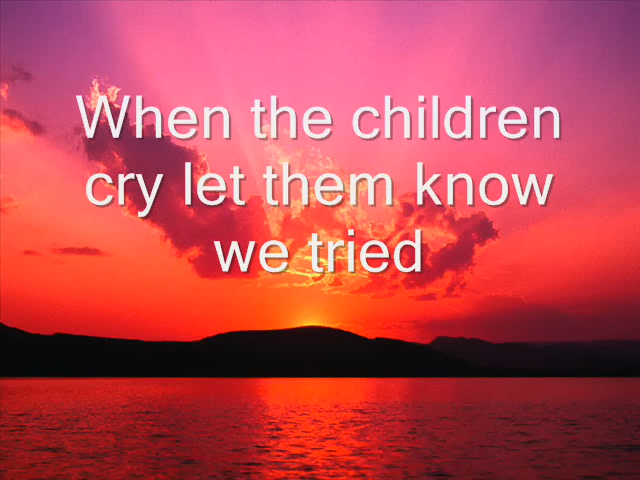 When the children
cry let them know
we tried